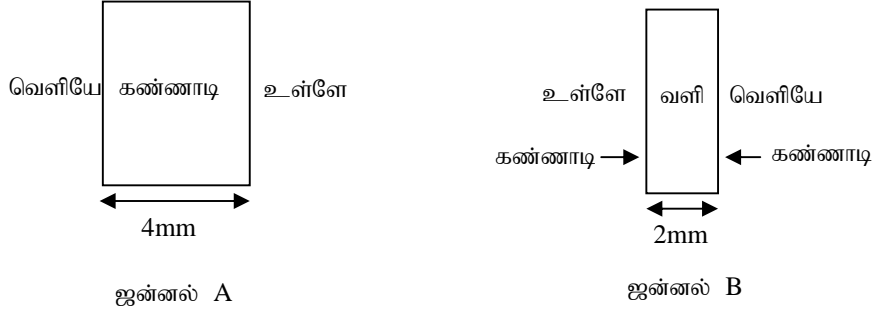 வெளியே கண்ணாடி உள்ளே
4mm
ஜன்னல் A
உள்ளே வளி வெளியே
கண்ணாடி கண்ணாடி
2mm
ஜன்னல் B